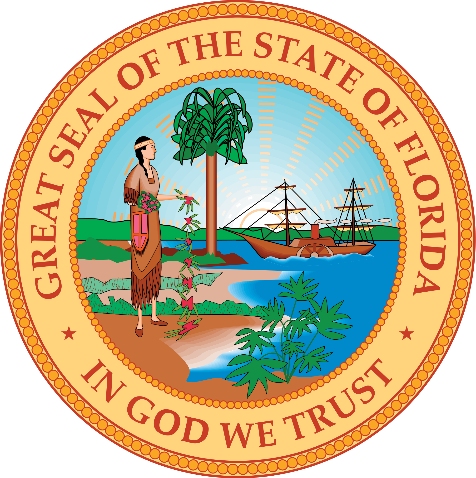 GREAT SEAL OF THE STATE OF FLORIDA
IN GOD WE TRUST